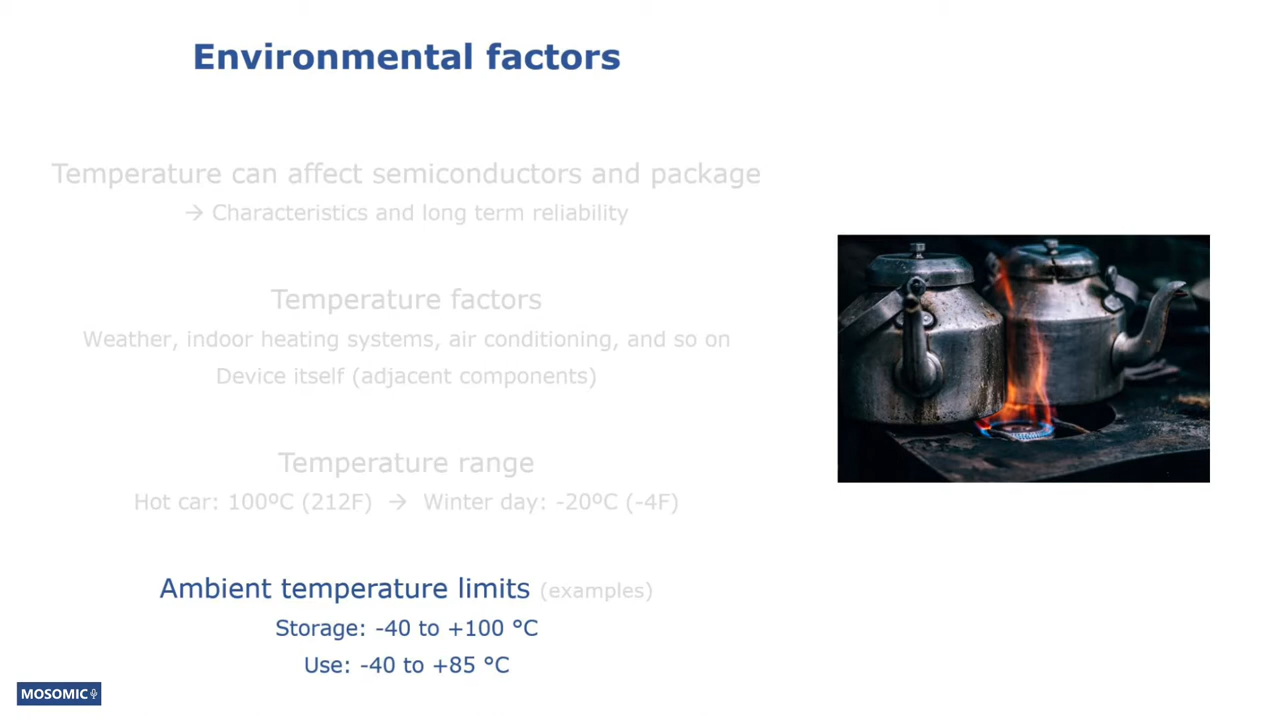 Environmental factors
Temperature can affect semiconductors and package
→ Characteristics and long term reliability
Temperature factors
Weather, indoor heating systems, air conditioning, and so on
Device itself (adjacent components)
Temperature range
Hot car: 100ºC (212F) → Winter day: -20ºC (-4F)
Ambient temperature limits (examples)
Storage: -40 to +100 °C
Use: -40 to +85 °C
MOSOMIC